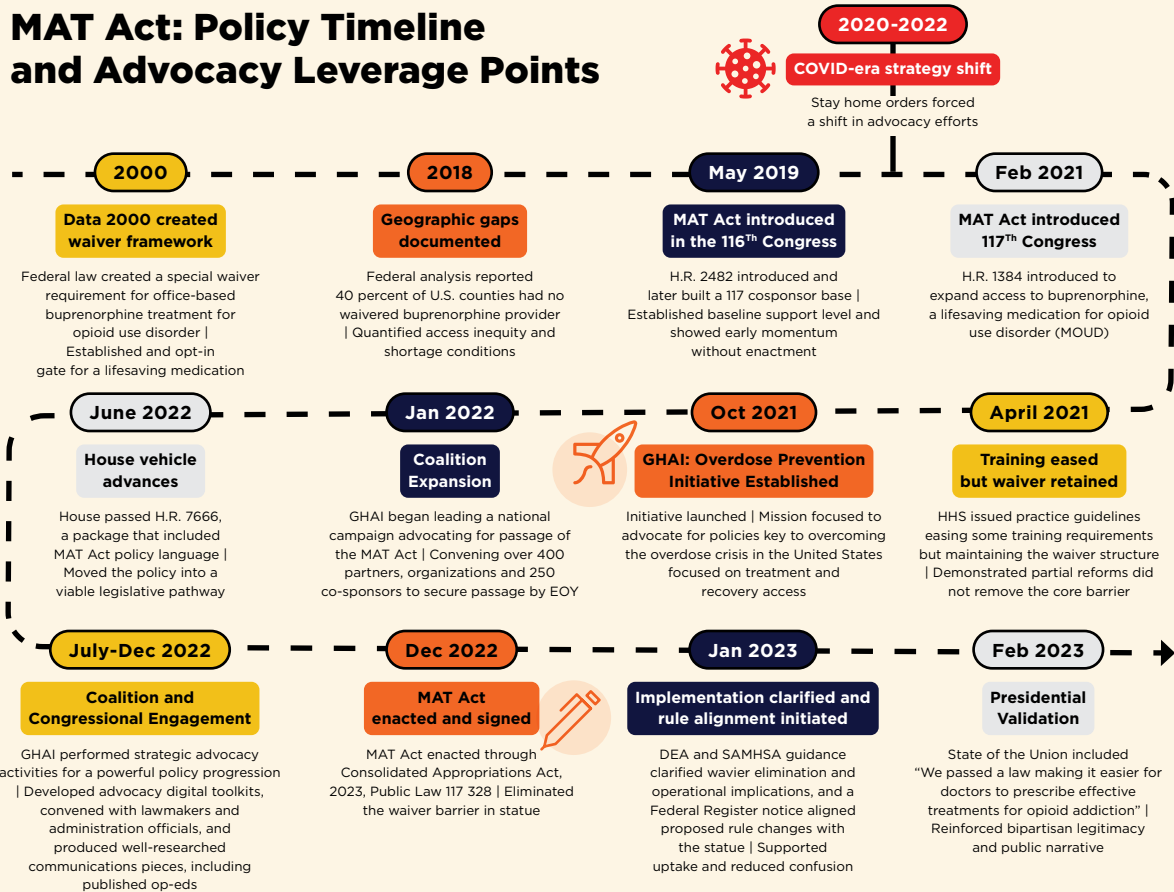 MAT Act: Policy Timeline
and Advocacy Leverage Points
2020-2022
COVID-era strategy shift
Stay home orders forced
a shift in advocacy efforts
2000
Data 2000 created
waiver framework
Federal law created a special waiver
requirement for office-based
buprenorphine treatment for
opioid use disorder |
Established and opt-in
gate for a lifesaving medication
2018
Geographic gaps
documented
Federal analysis reported
40 percent of U.S. counties had no
waivered buprenorphine provider
| Quantified access inequity and
shortage conditions
May 2019
MAT Act introduced
in the 116Th Congress
H.R. 2482 introduced and
later built a 117 cosponsor base |
Established baseline support level and
showed early momentum
without enactment
Feb 2021
MAT Act introduced
117Th Congress
H.R. 1384 introduced to
expand access to buprenorphine,
a lifesaving medication for opioid
use disorder (MOUD)
April 2021
Training eased
but waiver retained
HHS issued practice guidelines
easing some training requirements
but maintaining the waiver structure
| Demonstrated partial reforms did
not remove the core barrier
Oct 2021
GHAI: Overdose Prevention
Initiative Established
Initiative launched | Mission focused to
advocate for policies key to overcoming
the overdose crisis in the United States
focused on treatment and
recovery access
Jan 2022
Coalition
Expansion
GHAI began leading a national
campaign advocating for passage of
the MAT Act | Convening over 400
partners, organizations and 250
co-sponsors to secure passage by EOY
June 2022
House vehicle
advances
House passed H.R. 7666,
a package that included
MAT Act policy language |
Moved the policy into a
viable legislative pathway
July-Dec 2022
Coalition and
Congressional Engagement
GHAI performed strategic advocacy
activities for a powerful policy progression
| Developed advocacy digital toolkits,
convened with lawmakers and
administration officials, and
produced well-researched
communications pieces, including
published op-eds
Dec 2022
MAT Act
enacted and signed
MAT Act enacted through
Consolidated Appropriations Act,
2023, Public Law 117 328 | Eliminated
the waiver barrier in statue
Jan 2023
Implementation clarified and
rule alignment initiated
DEA and SAMHSA guidance
clarified wavier elimination and
operational implications, and a
Federal Register notice aligned
proposed rule changes with
the statue | Supported
uptake and reduced confusion
Feb 2023
Presidential
Validation
State of the Union included
“We passed a law making it easier for
doctors to prescribe effective
treatments for opioid addiction” |
Reinforced bipartisan legitimacy
and public narrative